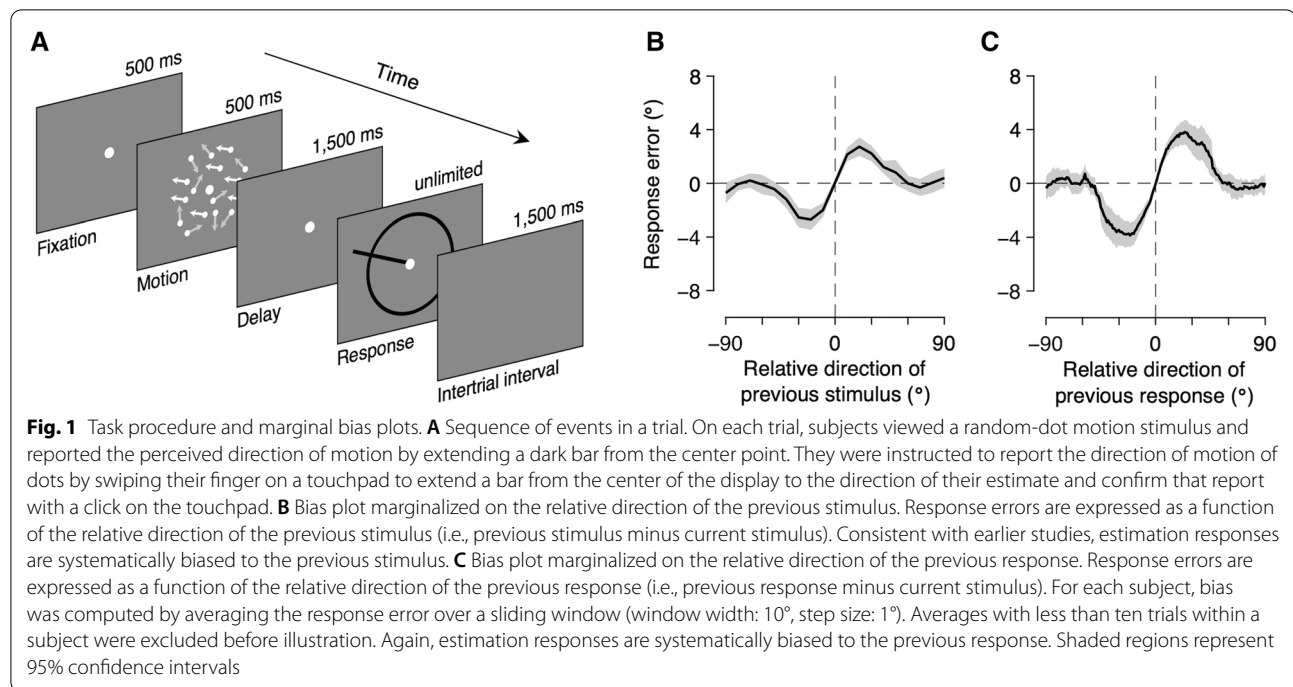 A
B
C
500 ms
500 ms
1,500 ms
unlimited
1,500 ms
Time
Fixation
Motion
Delay
Response
Intertrial interval
Response error (°)
8
4
0
−4
−8
−90
0
90
Relative direction of
previous stimulus (°)
8
4
0
−4
−8
−90
0
90
Relative direction of
previous response (°)
Fig. 1 Task procedure and marginal bias plots. A Sequence of events in a trial. On each trial, subjects viewed a random-dot motion stimulus and
reported the perceived direction of motion by extending a dark bar from the center point. They were instructed to report the direction of motion of
dots by swiping their finger on a touchpad to extend a bar from the center of the display to the direction of their estimate and confirm that report
with a click on the touchpad. B Bias plot marginalized on the relative direction of the previous stimulus. Response errors are expressed as a function
of the relative direction of the previous stimulus (i.e., previous stimulus minus current stimulus). Consistent with earlier studies, estimation responses
are systematically biased to the previous stimulus. C Bias plot marginalized on the relative direction of the previous response. Response errors are
expressed as a function of the relative direction of the previous response (i.e., previous response minus current stimulus). For each subject, bias
was computed by averaging the response error over a sliding window (window width: 10°, step size: 1°). Averages with less than ten trials within a
subject were excluded before illustration. Again, estimation responses are systematically biased to the previous response. Shaded regions represent
95% confidence intervals